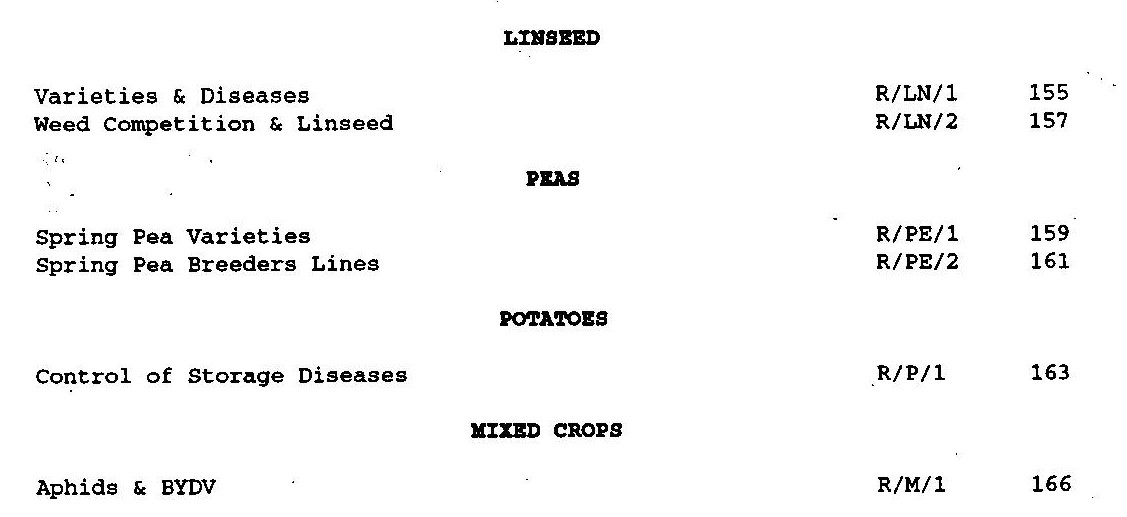 LINSEED
Varieties & Diseases R/LN/1 155
Weed Competition & Linseed R/LN/2 157
PEAS
Spring Pea Varieties R/PE/1 159
Spring Pea Breeders Lines R/PE/2 161
POTATOES
Control of Storage Diseases R/P/1 163
MIXED CROPS
Aphids & BYDV R/M/1 166